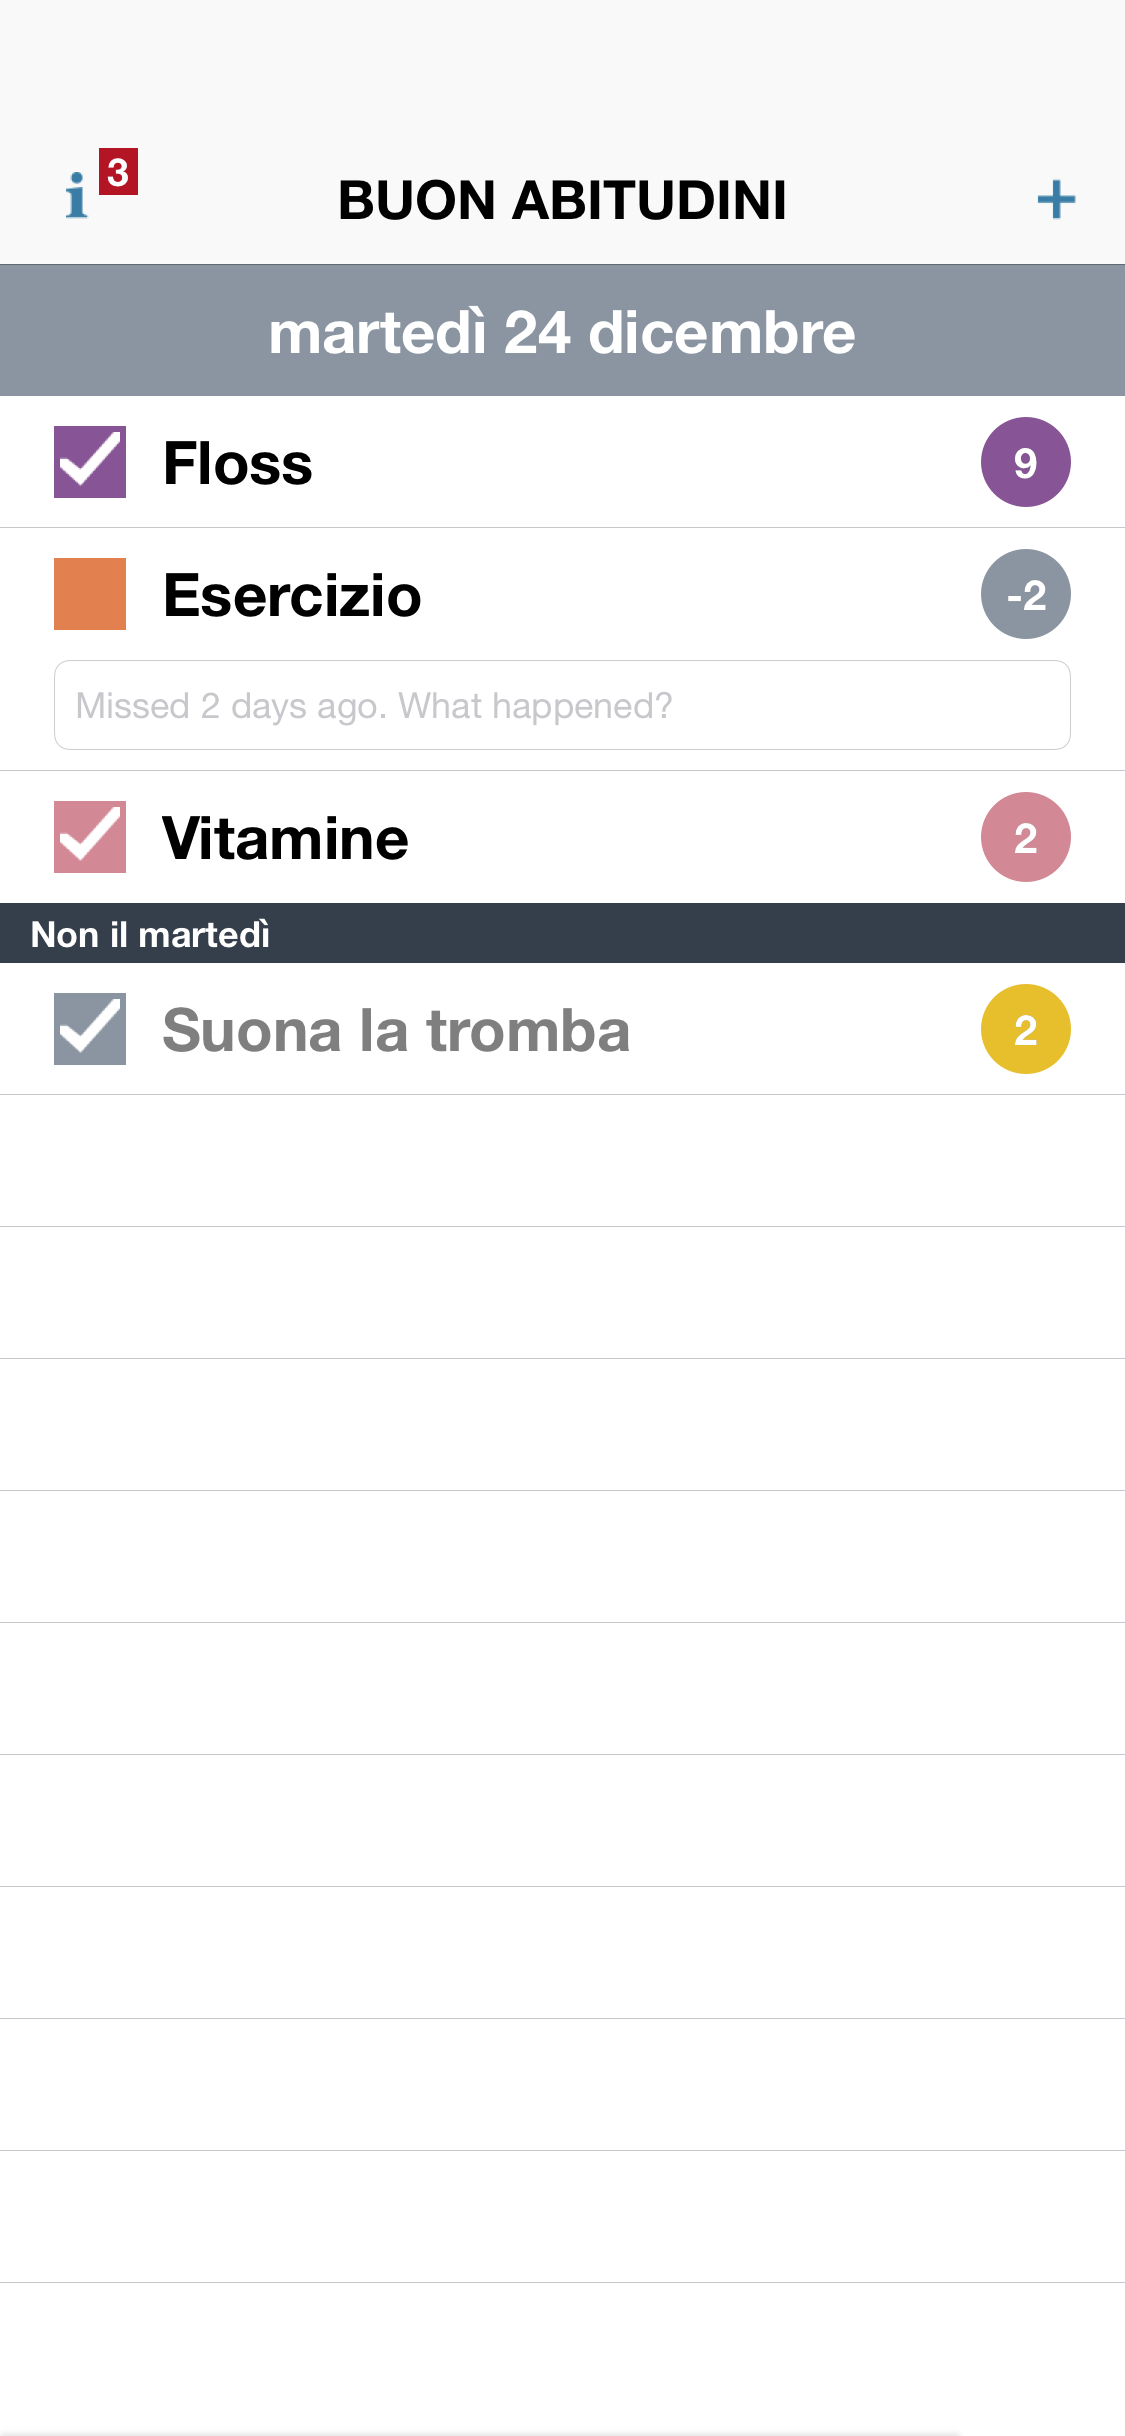 3
BUON ABITUDINI
+
martedì 24 dicembre
Floss 9
Esercizio -2
Missed 2 days ago. What happened?
Vitamine 2
Non il martedì
Suona la tromba 2